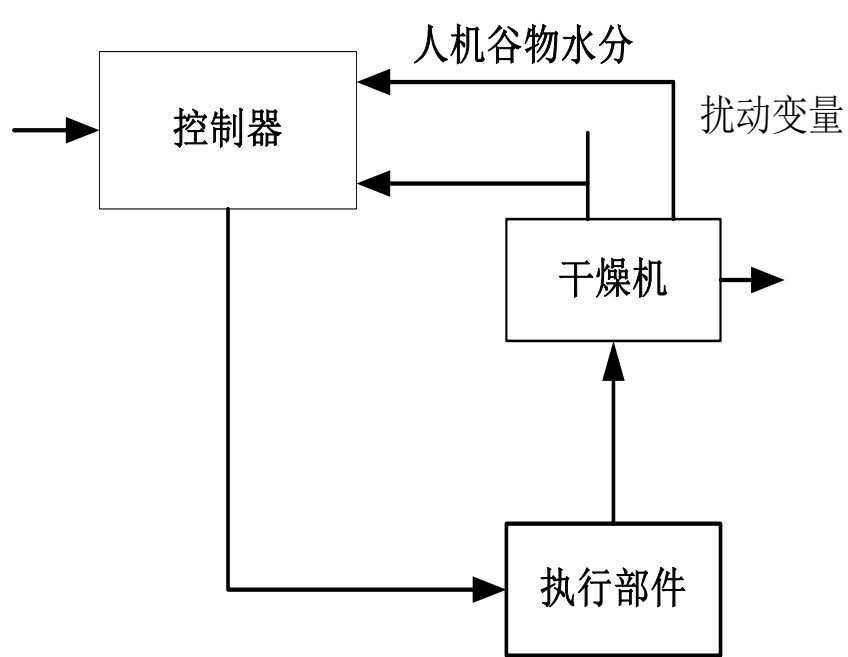 人机谷物水分
扰动变量
控制器
干燥机
执行部件